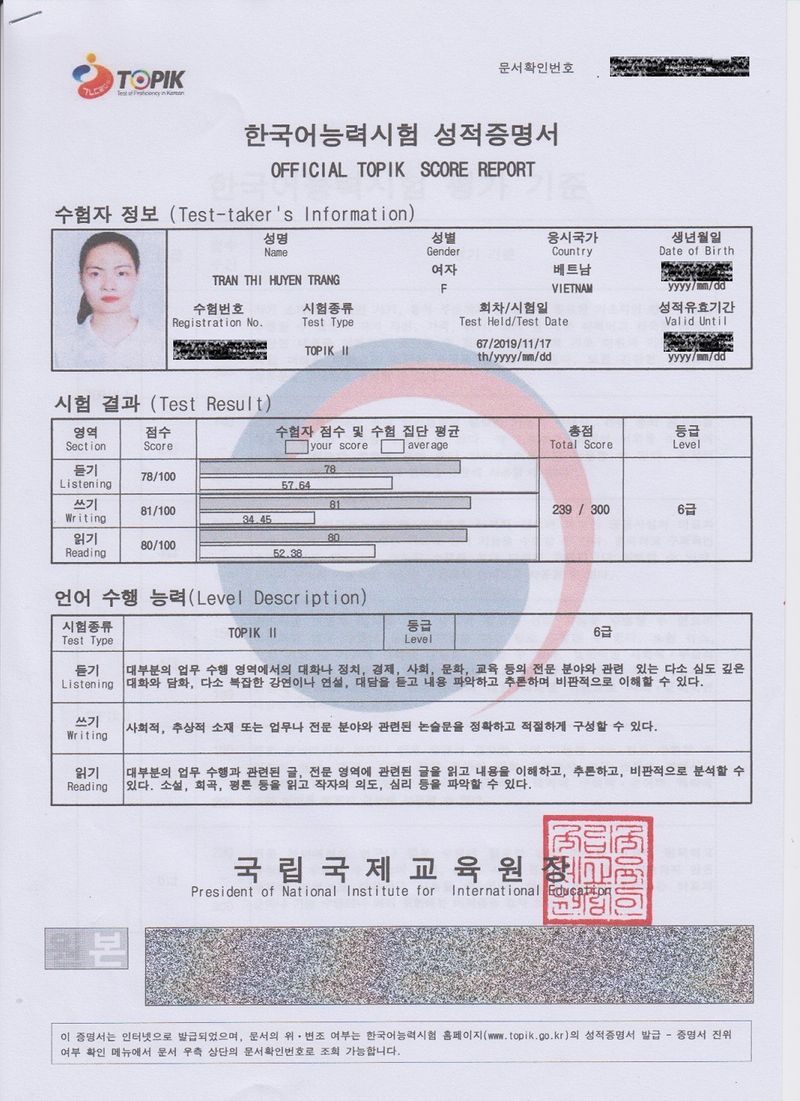 TOPIK
Test of Proficiency in Korean
문서확인번호
한국어능력시험 성적증명서
OFFICIAL TOPIK SCORE REPORT
수험자 정보 (Test-taker's Information)
성명 성별 응시국가 생년월일
Name Gender Country Date of Birth
TRAN THI HUYEN TRANG 여자 베트남
F VIETNAM yyyy/mm/dd
수험번호 시험종류 회차/시험일 성적유효기간
Registration No. Test Type Test Held/Test Date Valid Until
TOPIK II 67/2019/11/17
th/yyyy/mm/dd yyyy/mm/dd
시험 결과 (Test Result)
영역 점수 수험자 점수 및 수험 집단 평균 총점 등급
Section Score your score average Total Score Level
듣기 78/100 78
Listening 57.64
쓰기 81/100 81 239 / 300 6급
Writing 34.45
읽기 80/100 80
Reading 52.38
언어 수행 능력(Level Description)
시험종류 TOPIK II 등급 6급
Test Type Level
듣기 대부분의 업무 수행 영역에서의 대화나 정치, 경제, 사회, 문화, 교육 등의 전문 분야와 관련 있는 다소 심도 깊은
Listening 대화와 담화, 다소 복잡한 강연이나 연설, 대담을 듣고 내용 파악하고 추론하며 비판적으로 이해할 수 있다.
쓰기 사회적, 추상적 소재 또는 업무나 전문 분야와 관련된 논술문을 정확하고 적절하게 구성할 수 있다.
Writing
읽기 대부분의 업무 수행과 관련된 글, 전문 영역에 관련된 글을 읽고 내용을 이해하고, 추론하고, 비판적으로 분석할 수
Reading 있다. 소설, 희곡, 평론 등을 읽고 작자의 의도, 심리 등을 파악할 수 있다.
국립국제교육원장
President of National Institute for International Education
원본
이 증명서는 인터넷으로 발급되었으며, 문서의 위·변조 여부는 한국어능력시험 홈페이지(www.topik.go.kr)의 성적증명서 발급 - 증명서 진위
여부 확인 메뉴에서 문서 우측 상단의 문서확인번호로 조회 가능합니다.